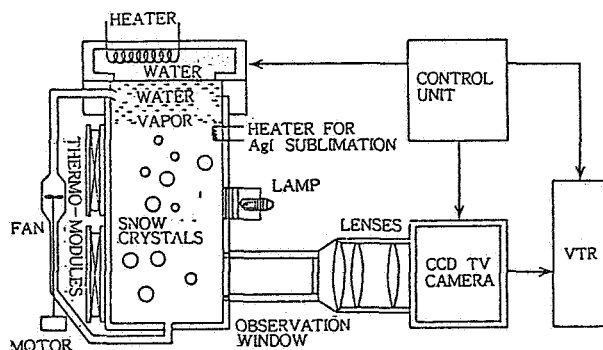 HEATER
WATER
WATER
VAPOR
HEATER FOR
AgI SUBLIMATION
CONTROL
UNIT
THERMO-MODULES
LAMP
FAN
SNOW
CRYSTALS
LENSES
CCD TV
CAMERA
VTR
OBSERVATION
WINDOW
MOTOR